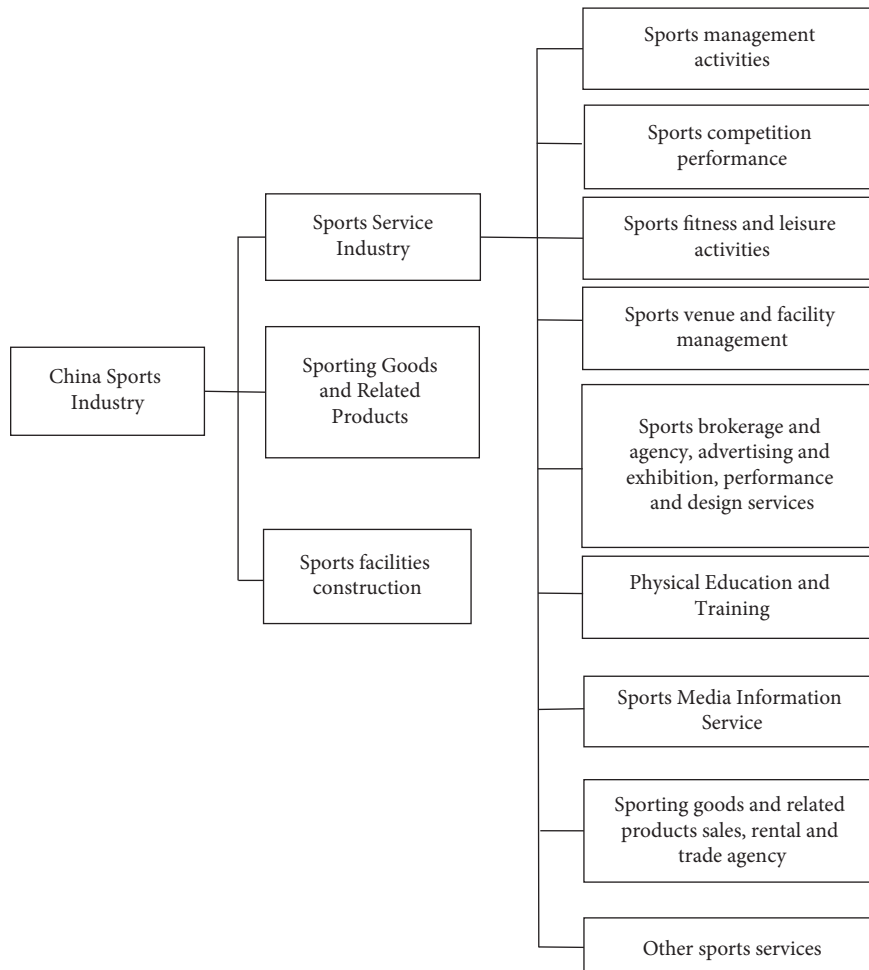 China Sports
Industry
Sports Service
Industry
Sporting Goods
and Related
Products
Sports facilities
construction
Sports management
activities
Sports competition
performance
Sports fitness and leisure
activities
Sports venue and facility
management
Sports brokerage and
agency, advertising and
exhibition, performance
and design services
Physical Education and
Training
Sports Media Information
Service
Sporting goods and related
products sales, rental and
trade agency
Other sports services